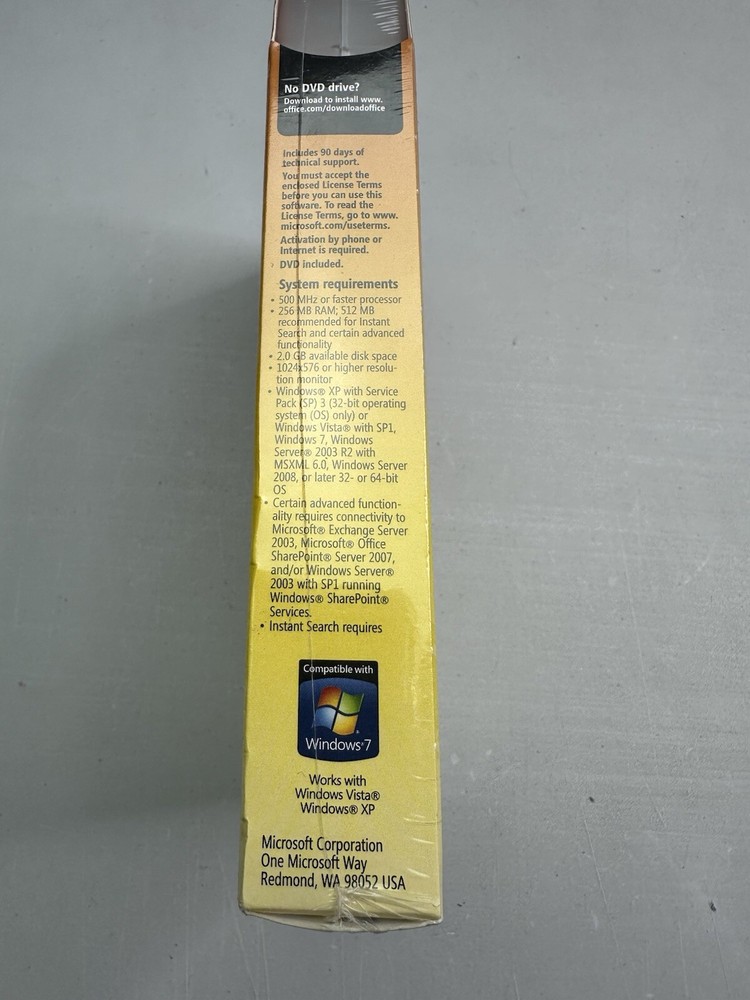 No DVD drive?
Download to install www.
office.com/downloadoffice
Includes 90 days of
technical support.
You must accept the
enclosed License Terms
before you can use this
software. To read the
License Terms, go to www.
microsoft.com/useterms.
Activation by phone or
Internet is required.
DVD included.
System requirements
• 500 MHz or faster processor
• 256 MB RAM; 512 MB
recommended for Instant
Search and certain advanced
functionality
• 2.0 GB available disk space
• 1024x576 or higher resolu-
tion monitor
• Windows® XP with Service
Pack (SP) 3 (32-bit operating
system (OS) only) or
Windows Vista® with SP1,
Windows 7, Windows
Server® 2003 R2 with
MSXML 6.0, Windows Server
2008, or later 32- or 64-bit
OS
• Certain advanced function-
ality requires connectivity to
Microsoft® Exchange Server
2003, Microsoft® Office
SharePoint® Server 2007,
and/or Windows Server®
2003 with SP1 running
Windows® SharePoint®
Services.
• Instant Search requires
Compatible with
Windows®7
Works with
Windows Vista®
Windows® XP
Microsoft Corporation
One Microsoft Way
Redmond, WA 98052 USA